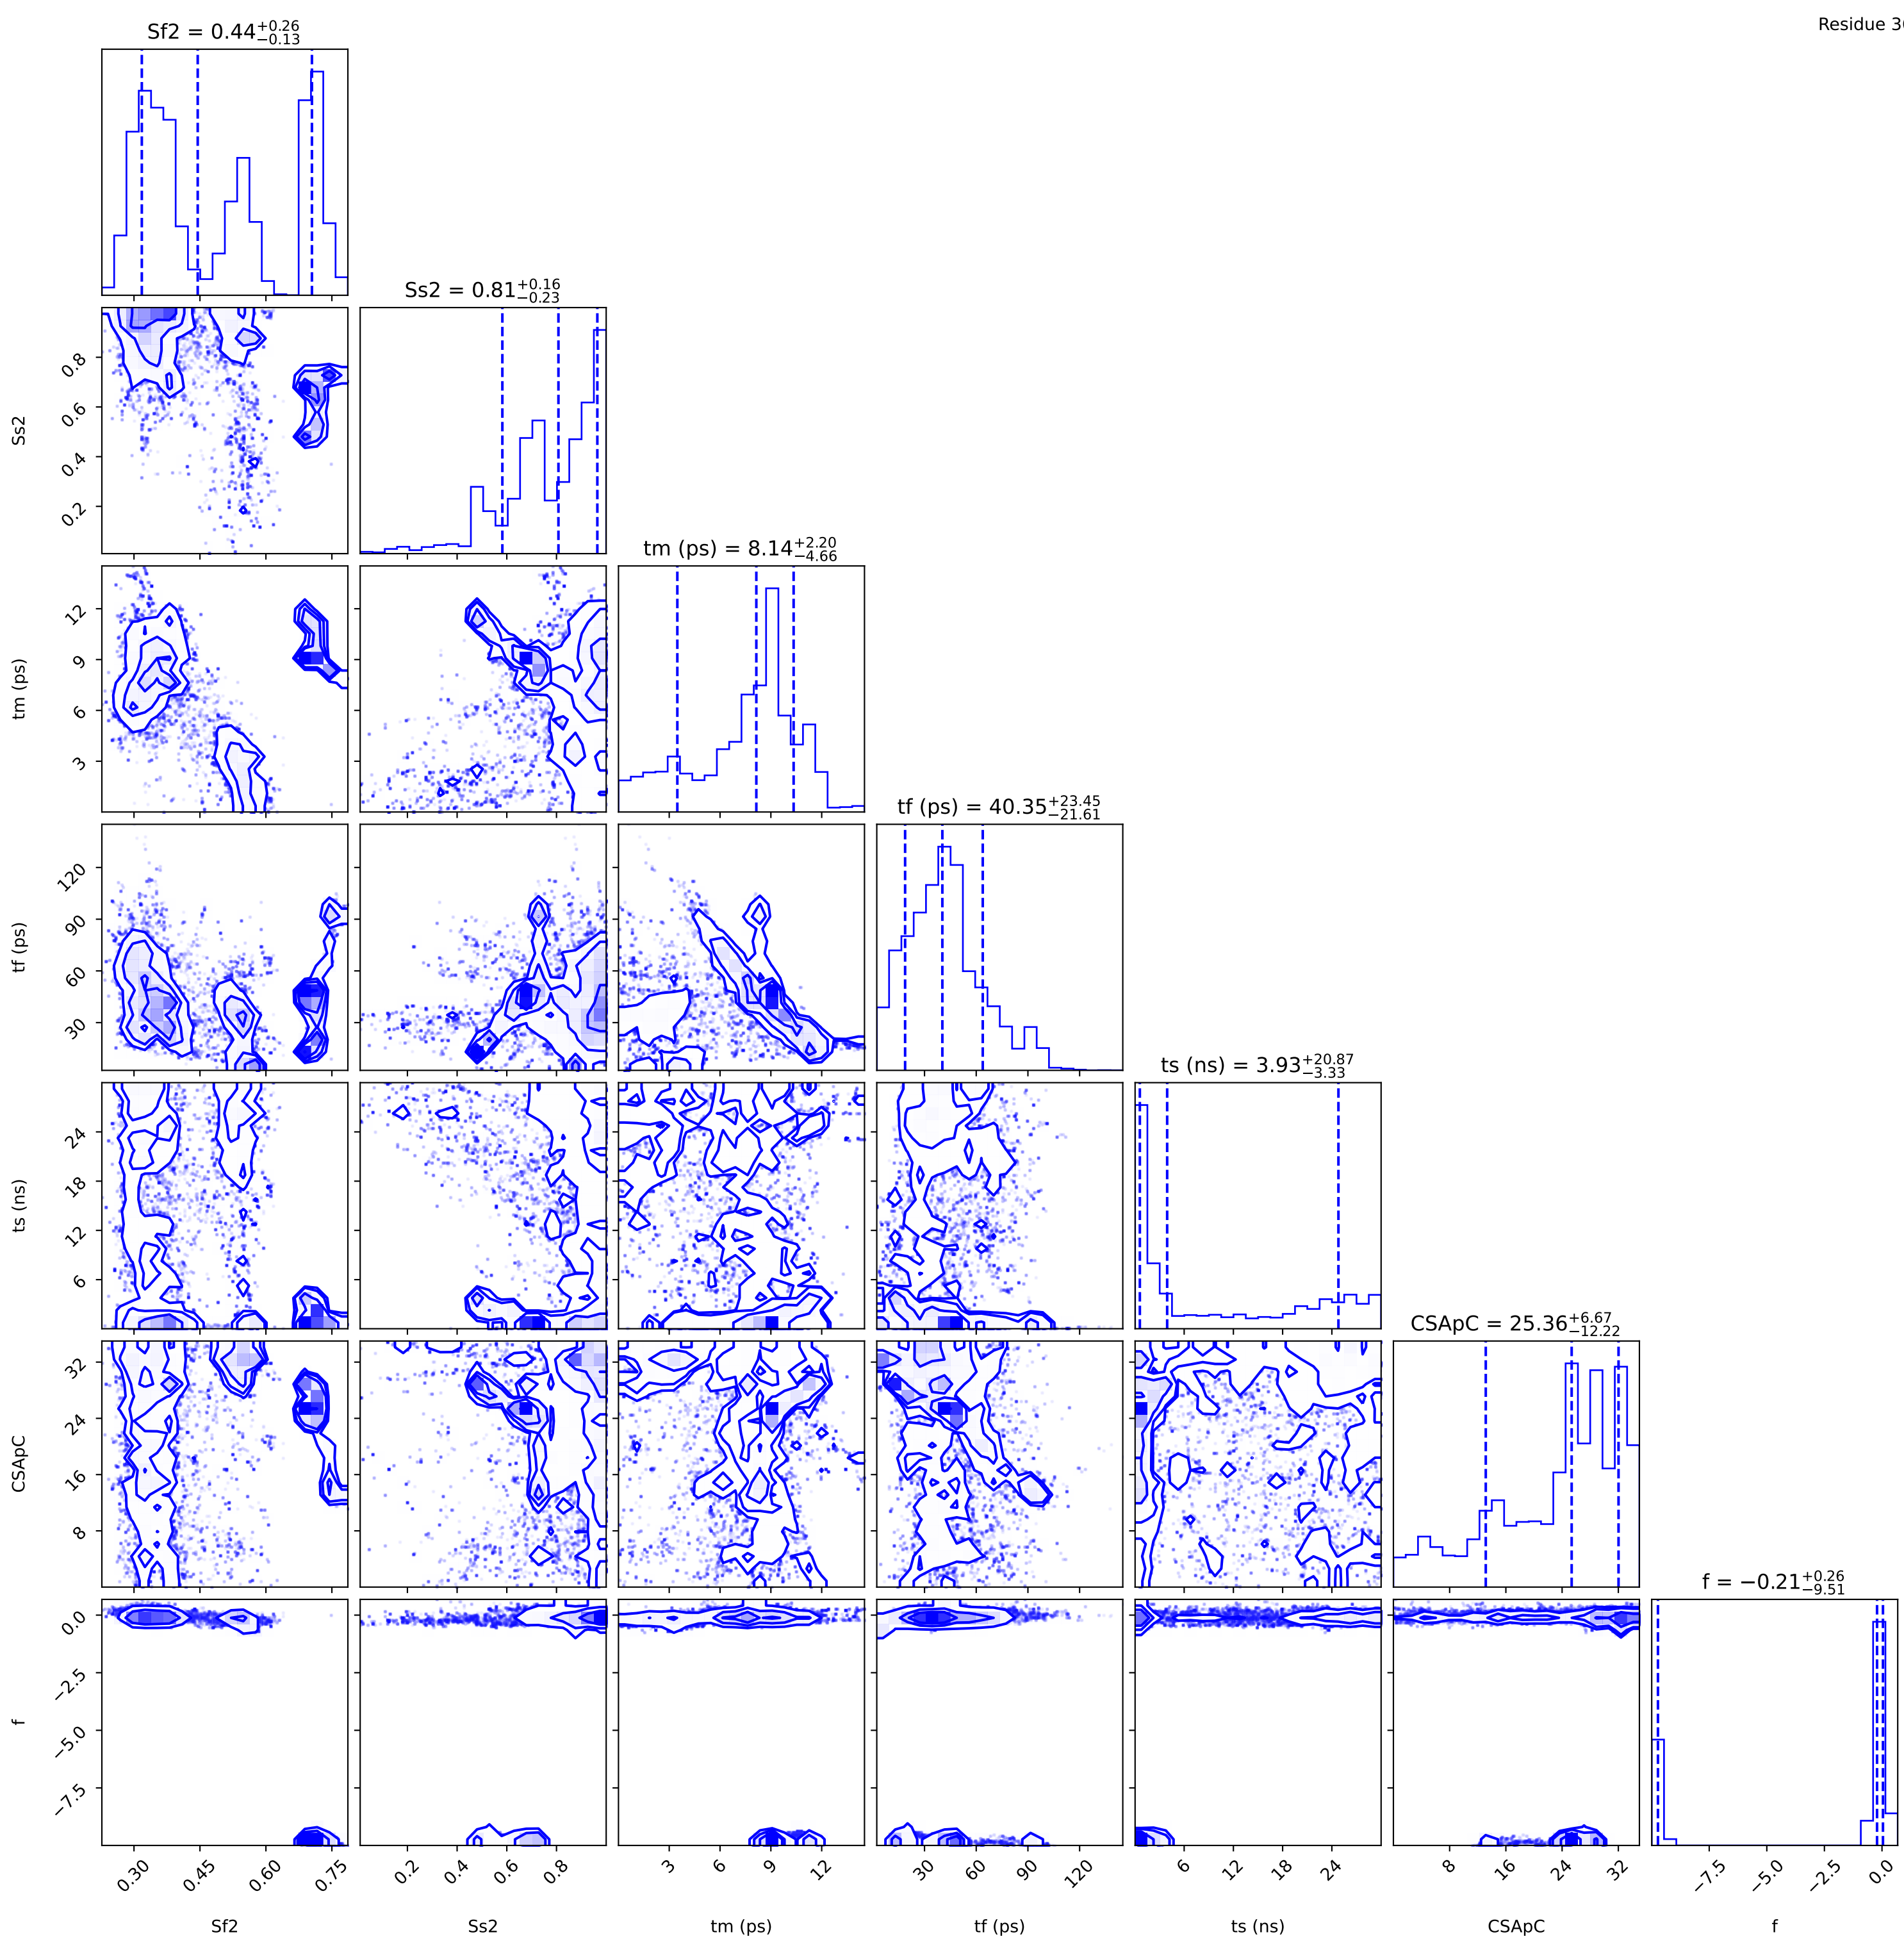 Residue 3
Sf2 = 0.44+0.26−0.13
Ss2 = 0.81+0.16−0.23
tm (ps) = 8.14+2.20−4.66
tf (ps) = 40.35+23.45−21.61
ts (ns) = 3.93+20.87−3.33
CSApC = 25.36+6.67−12.22
f = −0.21+0.26−9.51
Ss2
0.8
0.6
0.4
0.2
tm (ps)
12
9
6
3
tf (ps)
120
90
60
30
ts (ns)
24
18
12
6
CSApC
32
24
16
8
f
0.0
−2.5
−5.0
−7.5
0.30 0.45 0.60 0.75
0.2 0.4 0.6 0.8
3 6 9 12
30 60 90 120
6 12 18 24
8 16 24 32
−7.5 −5.0 −2.5 0.0
Sf2 Ss2 tm (ps) tf (ps) ts (ns) CSApC f